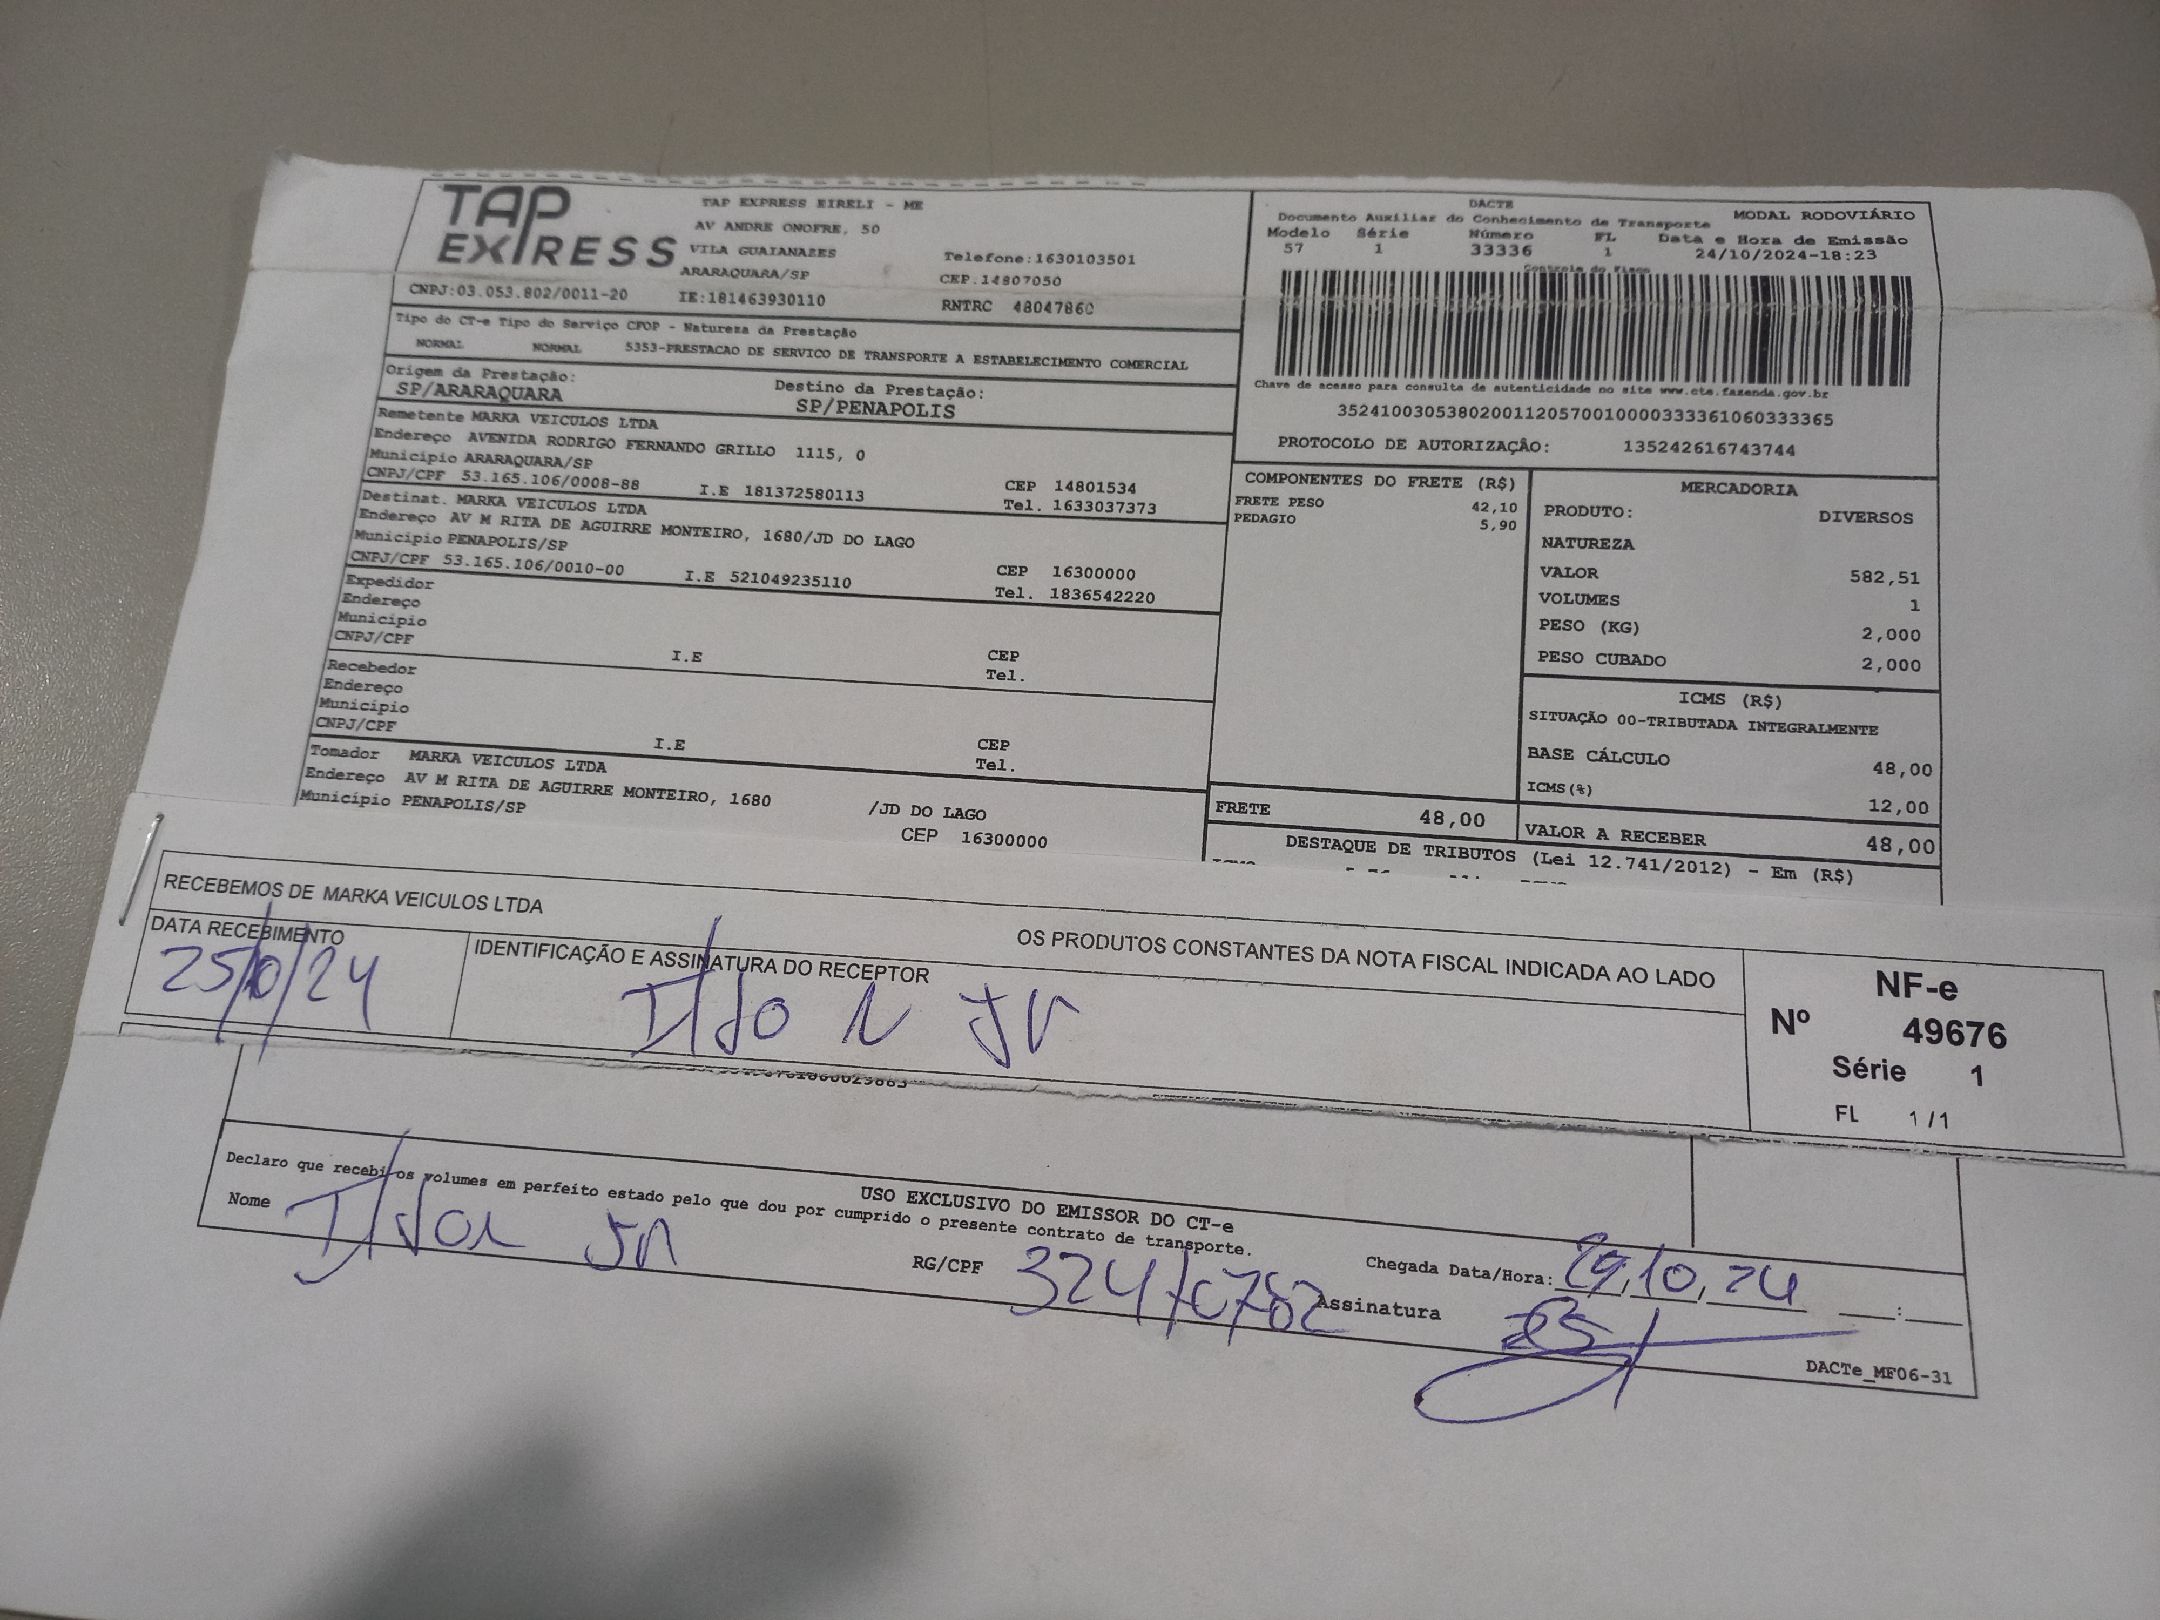 TAP EXPRESS
TAP EXPRESS EIRELI - ME
AV ANDRE ONOFRE, 50
VILA GUAIANAZES
Telefone:1630103501
ARARAQUARA/SP
CEP.14807050
CNPJ:03.053.802/0011-20 IE:181463930110 RNTRC 48047860
DACTE
Documento Auxiliar do Conhecimento de Transporte MODAL RODOVIÁRIO
Modelo Série Número FL Data e Hora de Emissão
57 1 33336 1 24/10/2024-18:23
Controle do Fisco
Chave de acesso para consulta de autenticidade no site www.cte.fazenda.gov.br
35241003053802001120570010000333361060333365
PROTOCOLO DE AUTORIZAÇÃO: 135242616743744
Tipo do CT-e Tipo do Serviço CFOP - Natureza da Prestação
NORMAL NORMAL 5353-PRESTACAO DE SERVICO DE TRANSPORTE A ESTABELECIMENTO COMERCIAL
Origem da Prestação: Destino da Prestação:
SP/ARARAQUARA SP/PENAPOLIS
Remetente MARKA VEICULOS LTDA
Endereço AVENIDA RODRIGO FERNANDO GRILLO 1115, 0
Municipio ARARAQUARA/SP CEP 14801534
CNPJ/CPF 53.165.106/0008-88 I.E 181372580113 Tel. 1633037373
Destinat. MARKA VEICULOS LTDA
Endereço AV M RITA DE AGUIRRE MONTEIRO, 1680/JD DO LAGO
Municipio PENAPOLIS/SP CEP 16300000
CNPJ/CPF 53.165.106/0010-00 I.E 521049235110 Tel. 1836542220
Expedidor
Endereço
Municipio CEP
CNPJ/CPF I.E Tel.
Recebedor
Endereço
Municipio CEP
CNPJ/CPF I.E Tel.
Tomador MARKA VEICULOS LTDA
Endereço AV M RITA DE AGUIRRE MONTEIRO, 1680 /JD DO LAGO
Municipio PENAPOLIS/SP CEP 16300000
COMPONENTES DO FRETE (R$)
FRETE PESO 42,10
PEDAGIO 5,90
FRETE 48,00
MERCADORIA
PRODUTO: DIVERSOS
NATUREZA
VALOR 582,51
VOLUMES 1
PESO (KG) 2,000
PESO CUBADO 2,000
ICMS (R$)
SITUAÇÃO 00-TRIBUTADA INTEGRALMENTE
BASE CÁLCULO 48,00
ICMS(%) 12,00
VALOR A RECEBER 48,00
DESTAQUE DE TRIBUTOS (Lei 12.741/2012) - Em (R$)
RECEBEMOS DE MARKA VEICULOS LTDA OS PRODUTOS CONSTANTES DA NOTA FISCAL INDICADA AO LADO
DATA RECEBIMENTO IDENTIFICAÇÃO E ASSINATURA DO RECEPTOR
25/10/24
NF-e
Nº 49676
Série 1
FL 1/1
USO EXCLUSIVO DO EMISSOR DO CT-e
Declaro que recebi os volumes em perfeito estado pelo que dou por cumprido o presente contrato de transporte.
Nome RG/CPF Chegada Data/Hora: :
Assinatura
DACTe_MF06-31